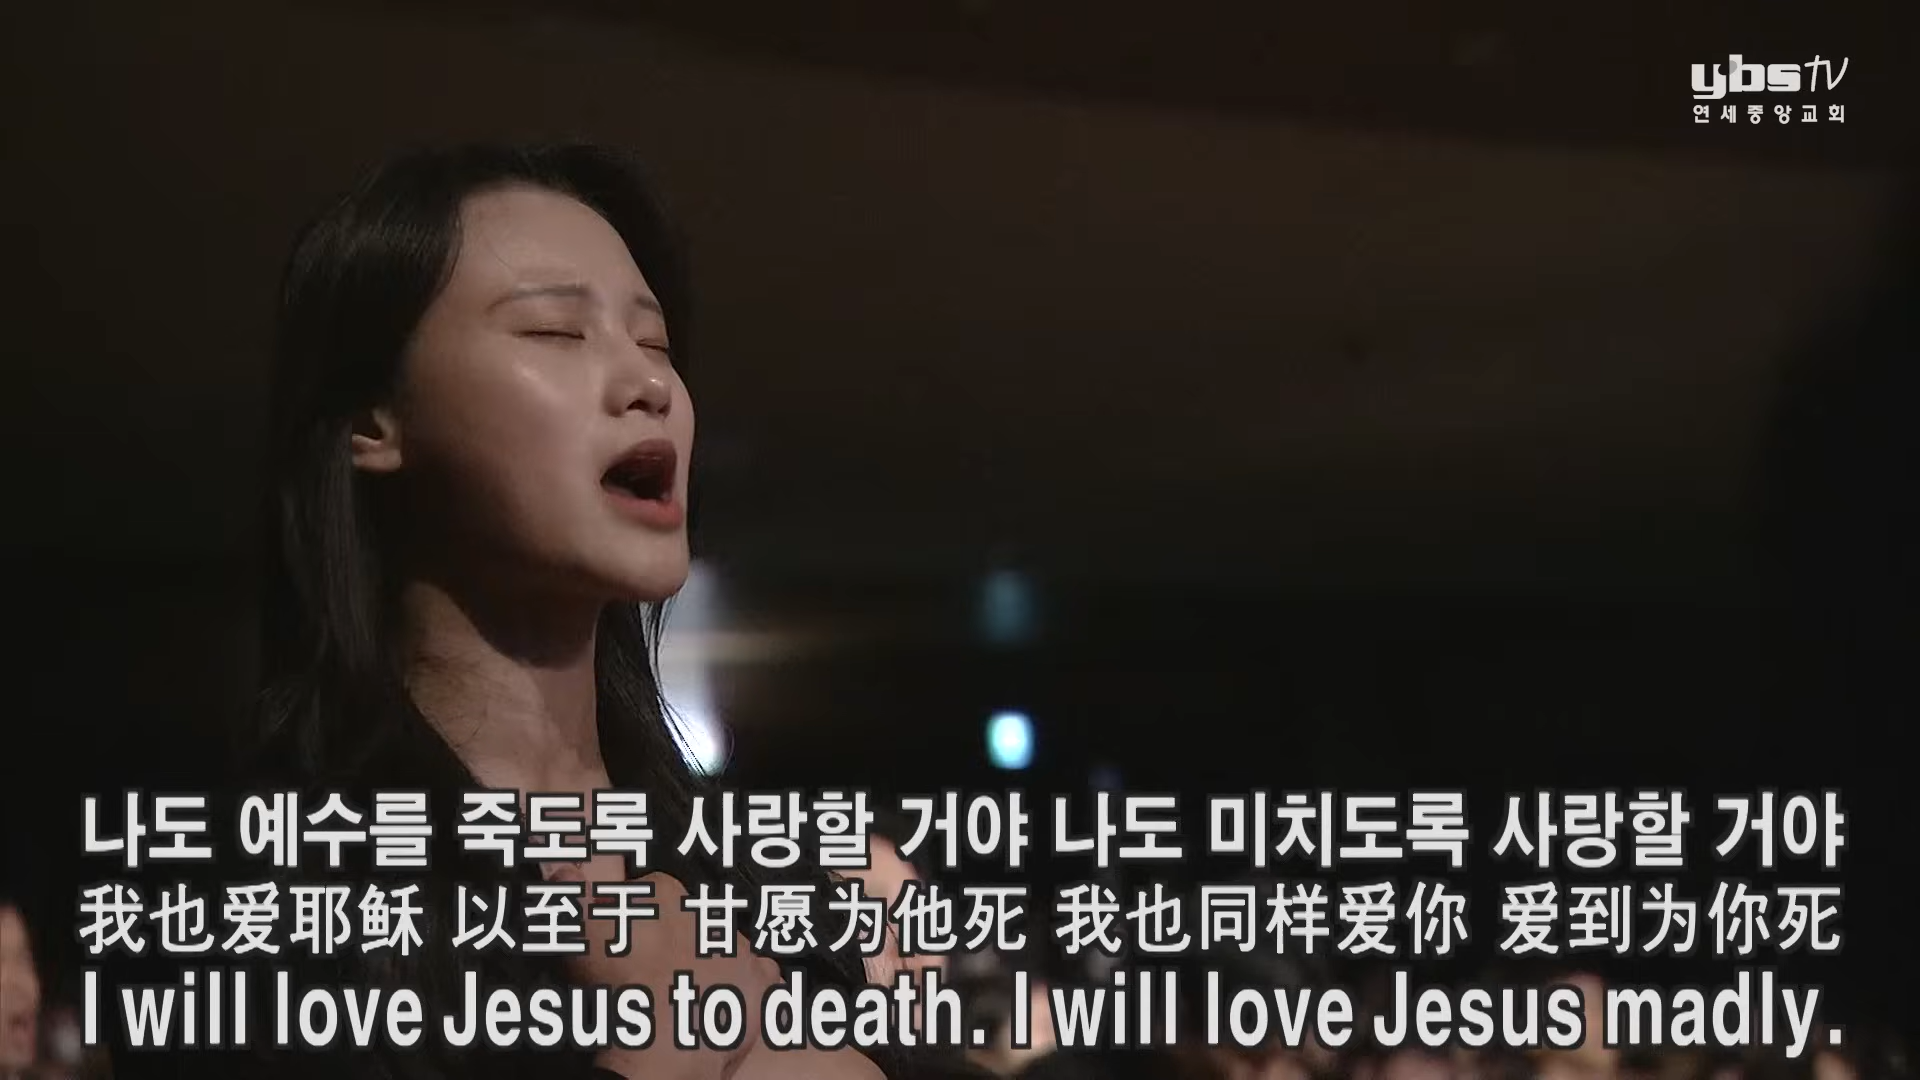 ybstv
연세중앙교회
나도 예수를 죽도록 사랑할 거야 나도 미치도록 사랑할 거야
我也爱耶稣 以至于 甘愿为他死 我也同样爱你 爱到为你死
I will love Jesus to death. I will love Jesus madly.